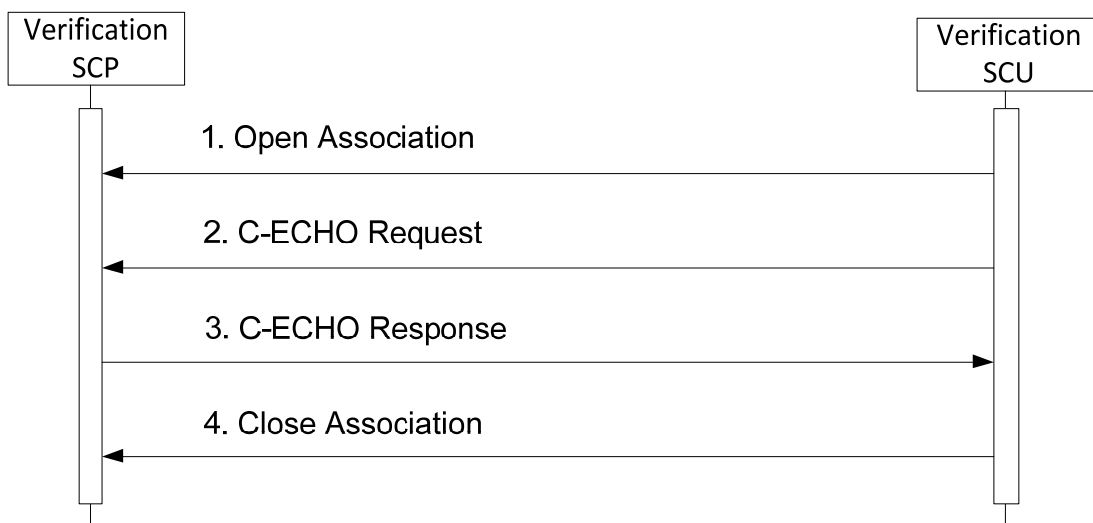 Verification
SCP
Verification
SCU
1. Open Association
2. C-ECHO Request
3. C-ECHO Response
4. Close Association